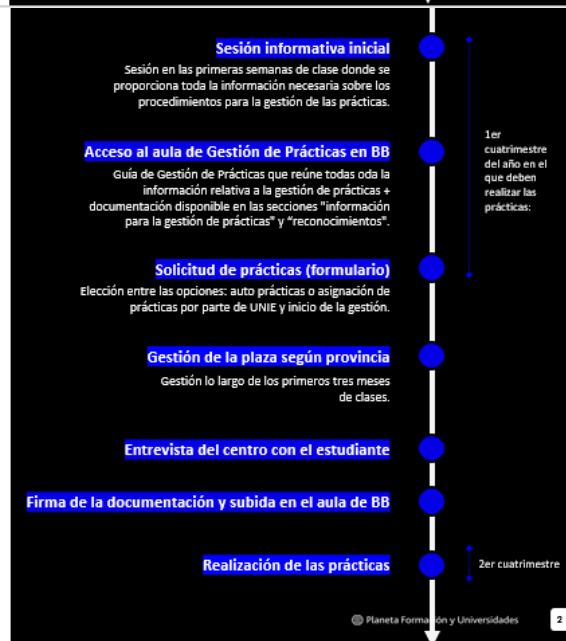 Sesión informativa inicial
Sesión en las primeras semanas de clase donde se
proporciona toda la información necesaria sobre los
procedimientos para la gestión de las prácticas.
1er
cuatrimestre
del año en el
que deben
realizar las
prácticas:
Acceso al aula de Gestión de Prácticas en BB
Guía de Gestión de Prácticas que reúne todas oda la
información relativa a la gestión de prácticas +
documentación disponible en las secciones "información
para la gestión de prácticas" y “reconocimientos".
Solicitud de prácticas (formulario)
Elección entre las opciones: auto prácticas o asignación de
prácticas por parte de UNIE y inicio de la gestión.
Gestión de la plaza según provincia
Gestión lo largo de los primeros tres meses
de clases.
Entrevista del centro con el estudiante
Firma de la documentación y subida en el aula de BB
Realización de las prácticas
2er cuatrimestre
Planeta Formación y Universidades
2